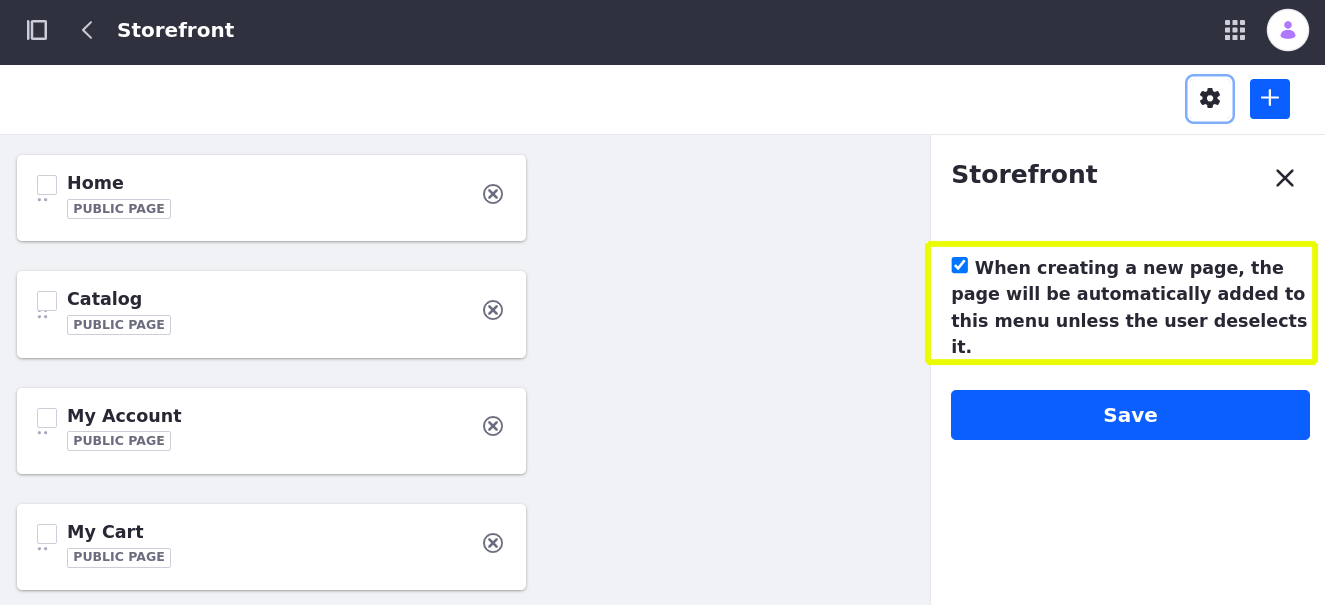 Storefront
Home
PUBLIC PAGE
Catalog
PUBLIC PAGE
My Account
PUBLIC PAGE
My Cart
PUBLIC PAGE
Storefront
When creating a new page, the
page will be automatically added to
this menu unless the user deselects
it.
Save